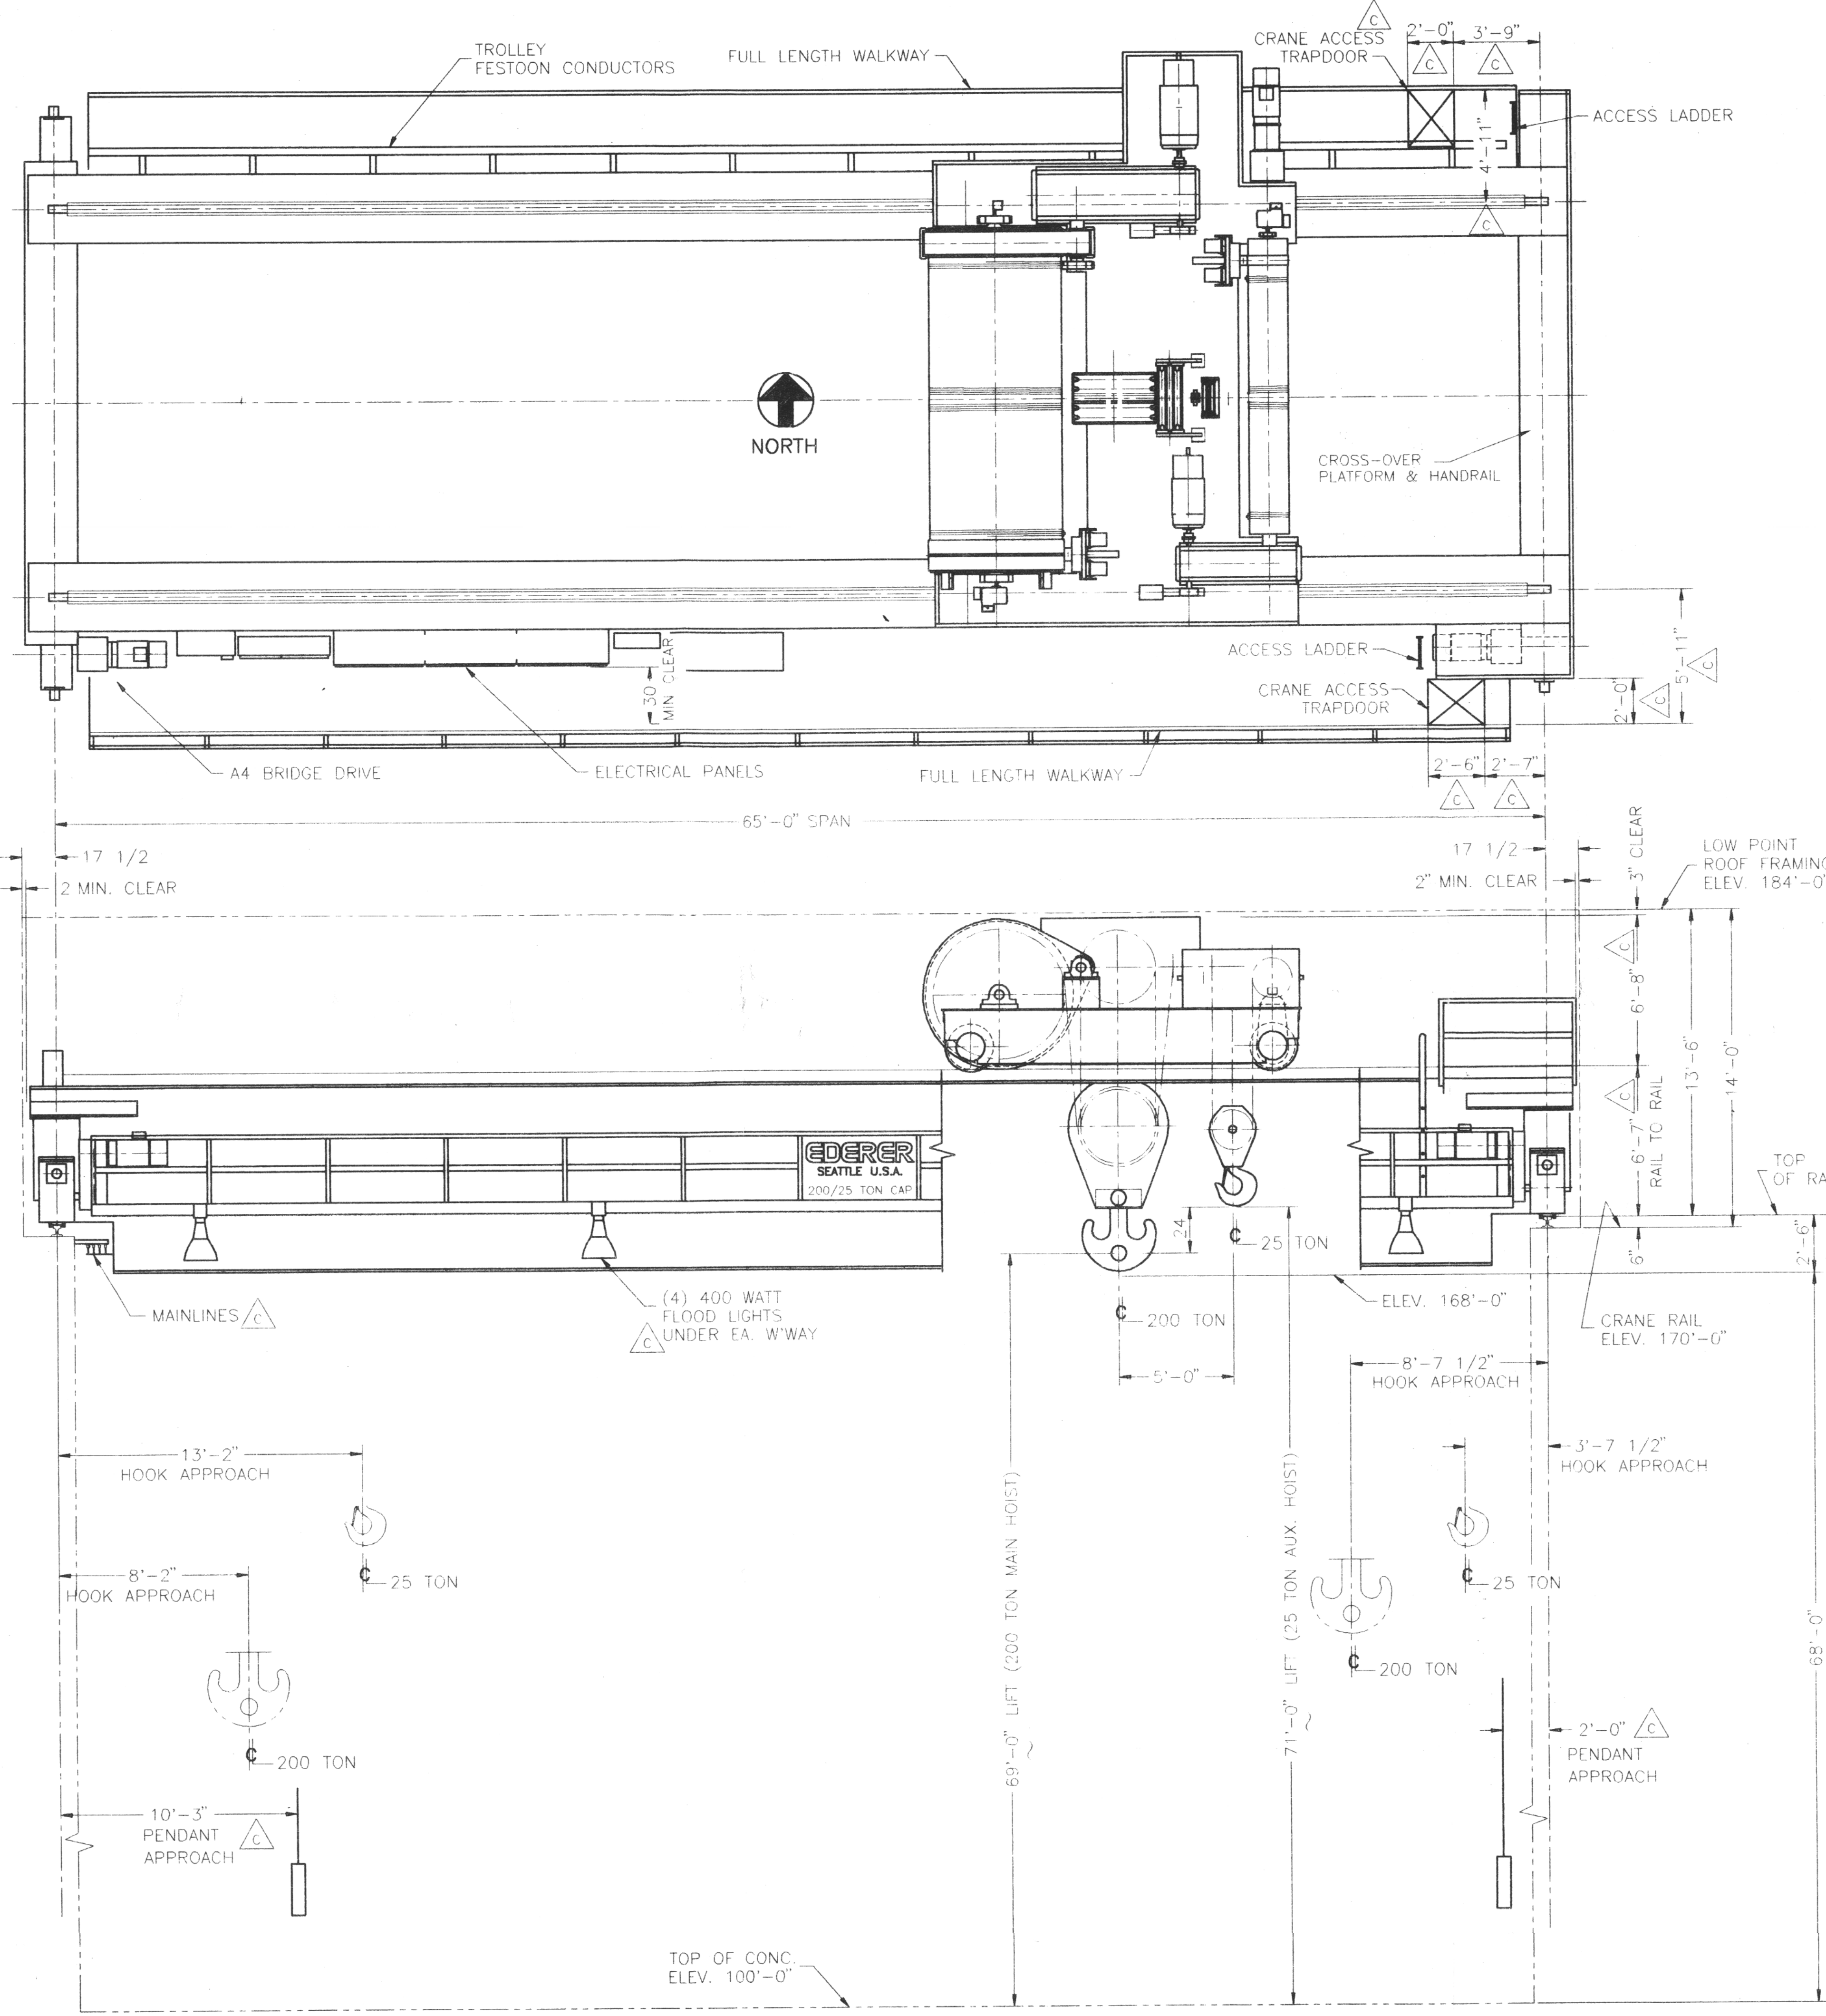 C
2'-0"
3'-9"
CRANE ACCESS
TRAPDOOR
C
C
TROLLEY
FESTOON CONDUCTORS
FULL LENGTH WALKWAY
ACCESS LADDER
4'-11"
C
NORTH
CROSS-OVER
PLATFORM & HANDRAIL
ACCESS LADDER
5'-11"
C
30
MIN CLEAR
CRANE ACCESS
TRAPDOOR
2'-0"
C
A4 BRIDGE DRIVE
ELECTRICAL PANELS
FULL LENGTH WALKWAY
2'-6"
2'-7"
C
C
65'-0" SPAN
17 1/2
17 1/2
2 MIN. CLEAR
2" MIN. CLEAR
3" CLEAR
LOW POINT
ROOF FRAMING
ELEV. 184'-0"
C
6'-8"
13'-6"
14'-0"
C
6'-7"
RAIL TO RAIL
EDERER
SEATTLE U.S.A.
200/25 TON CAP
TOP
OF RA
24
℄ 25 TON
6"
2'-6"
MAINLINES C
(4) 400 WATT
FLOOD LIGHTS
C UNDER EA. W'WAY
℄ 200 TON
ELEV. 168'-0"
CRANE RAIL
ELEV. 170'-0"
5'-0"
8'-7 1/2"
HOOK APPROACH
13'-2"
HOOK APPROACH
3'-7 1/2"
HOOK APPROACH
69'-0" LIFT (200 TON MAIN HOIST)
71'-0" LIFT (25 TON AUX. HOIST)
8'-2"
HOOK APPROACH
℄ 25 TON
℄ 25 TON
68'-0"
℄ 200 TON
℄ 200 TON
2'-0" C
PENDANT
APPROACH
10'-3"
PENDANT C
APPROACH
TOP OF CONC.
ELEV. 100'-0"